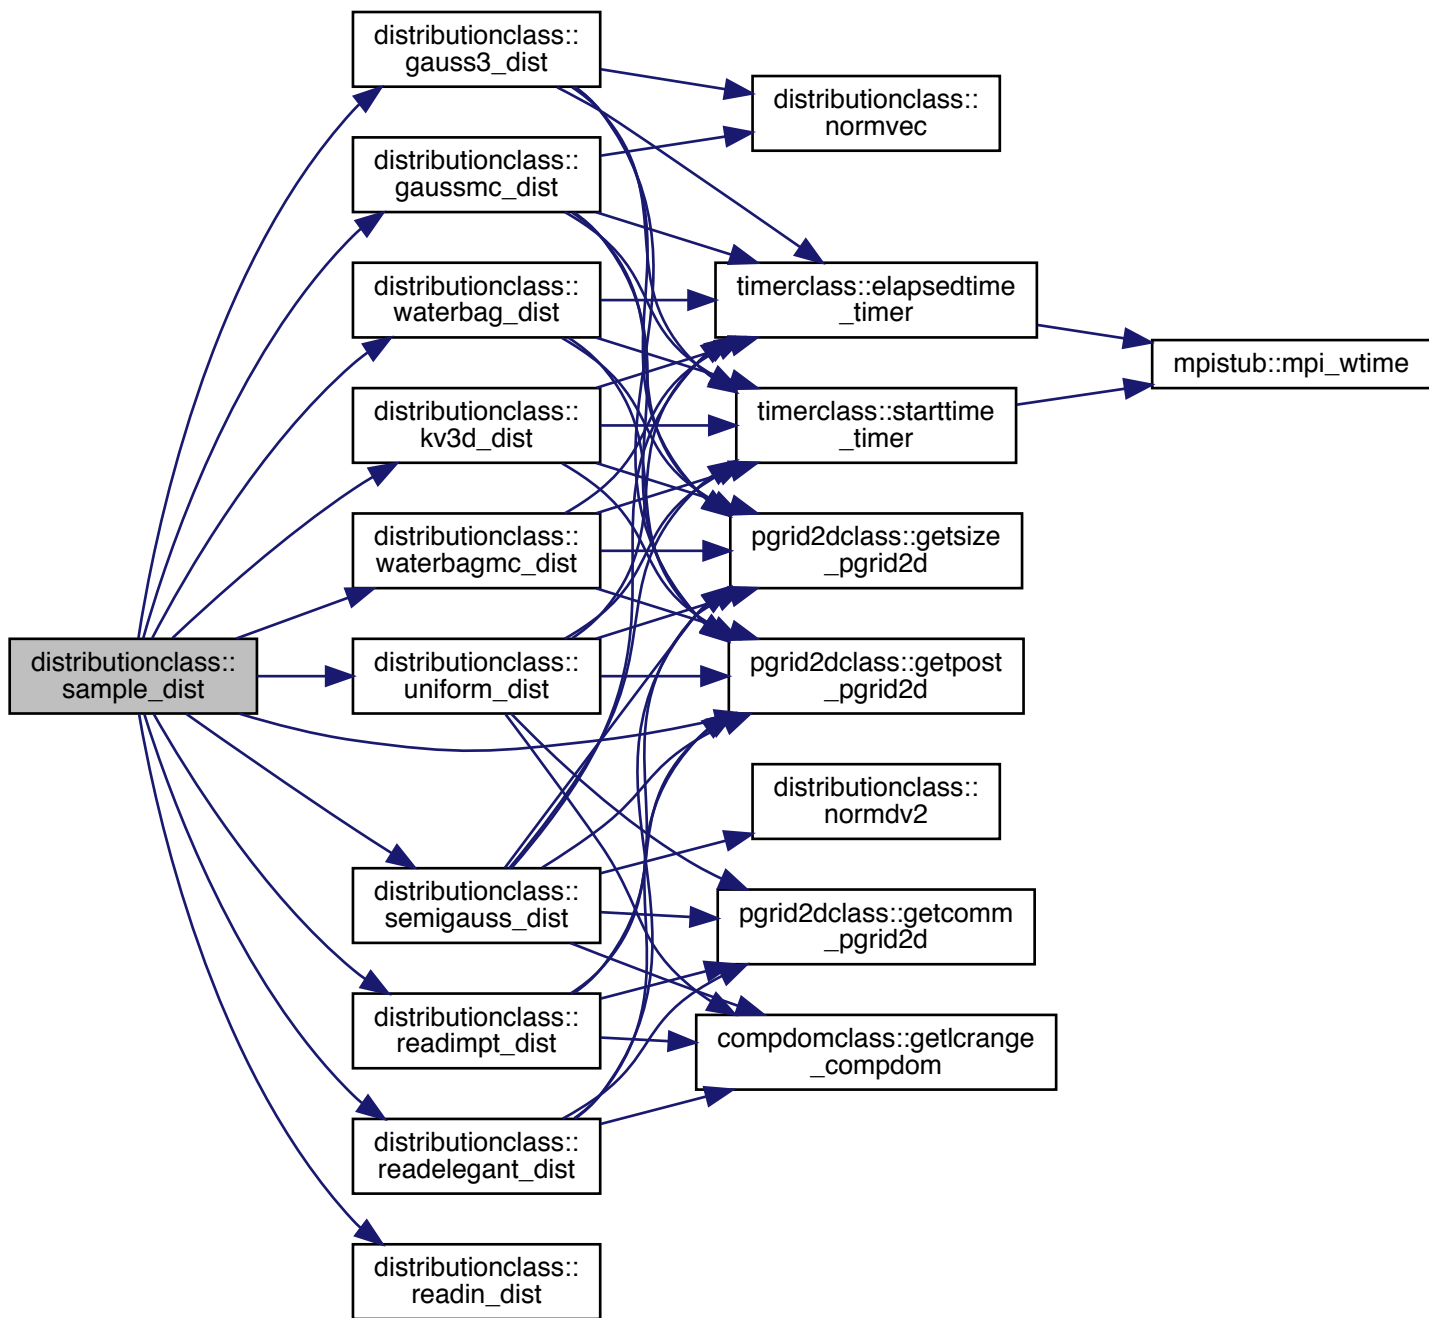 distributionclass::
gauss3_dist
distributionclass::
gaussmc_dist
distributionclass::
waterbag_dist
distributionclass::
kv3d_dist
distributionclass::
waterbagmc_dist
distributionclass::
sample_dist
distributionclass::
uniform_dist
distributionclass::
semigauss_dist
distributionclass::
readimpt_dist
distributionclass::
readelegant_dist
distributionclass::
readin_dist
distributionclass::
normvec
timerclass::elapsedtime
_timer
timerclass::starttime
_timer
pgrid2dclass::getsize
_pgrid2d
pgrid2dclass::getpost
_pgrid2d
distributionclass::
normdv2
pgrid2dclass::getcomm
_pgrid2d
compdomclass::getlcrange
_compdom
mpistub::mpi_wtime